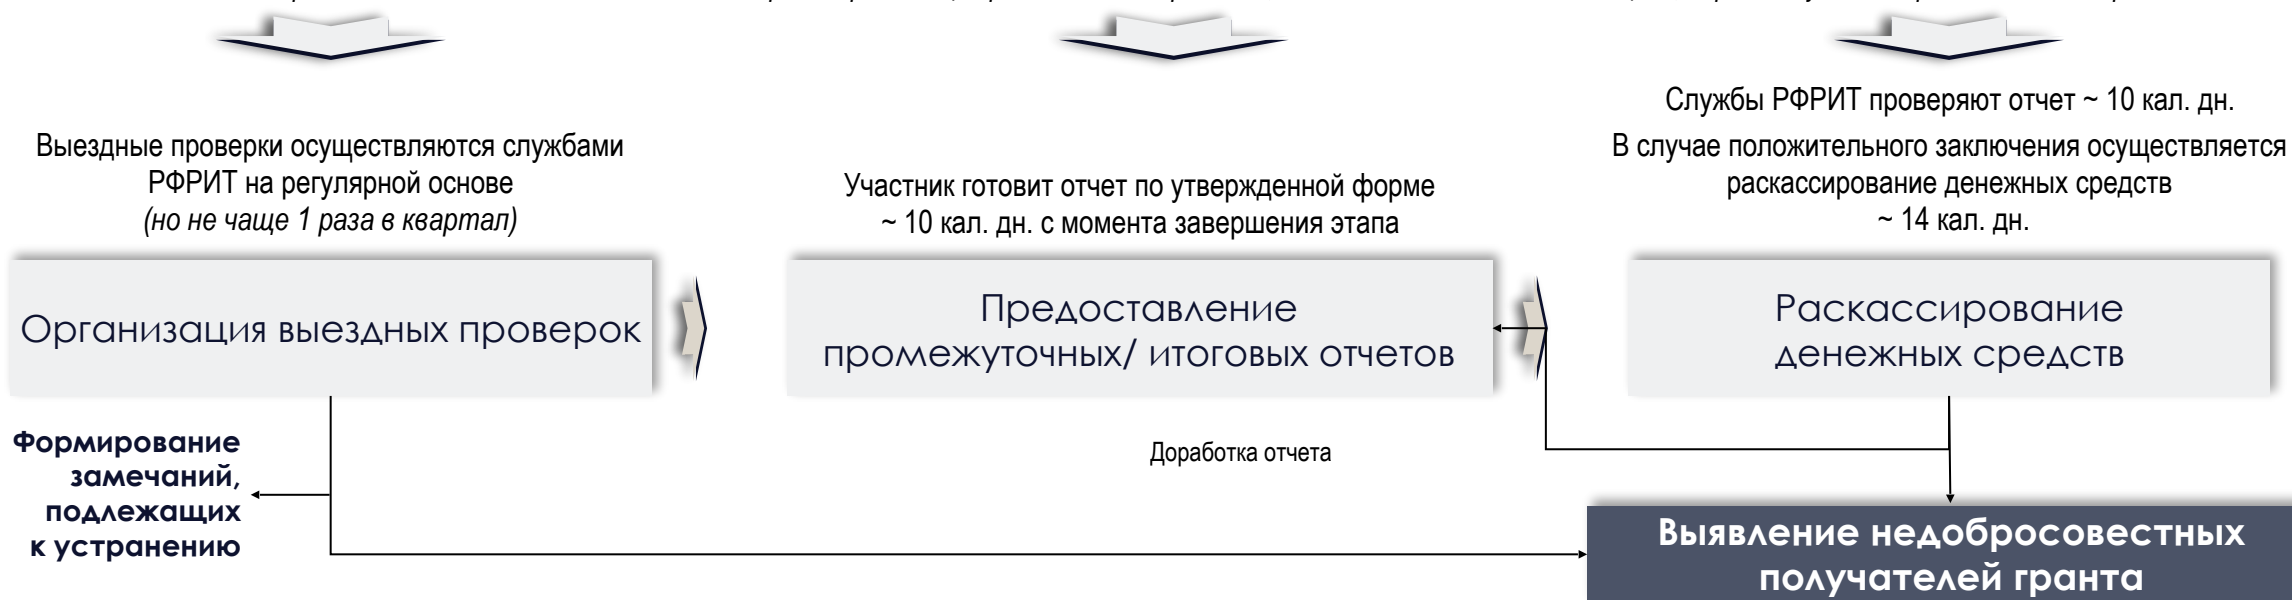 Выездные проверки осуществляются службами
РФРИТ на регулярной основе
(но не чаще 1 раза в квартал)
Участник готовит отчет по утвержденной форме
~ 10 кал. дн. с момента завершения этапа
Службы РФРИТ проверяют отчет ~ 10 кал. дн.
В случае положительного заключения осуществляется
раскассирование денежных средств
~ 14 кал. дн.
Организация выездных проверок
Предоставление
промежуточных/ итоговых отчетов
Раскассирование
денежных средств
Формирование
замечаний,
подлежащих
к устранению
Доработка отчета
Выявление недобросовестных
получателей гранта